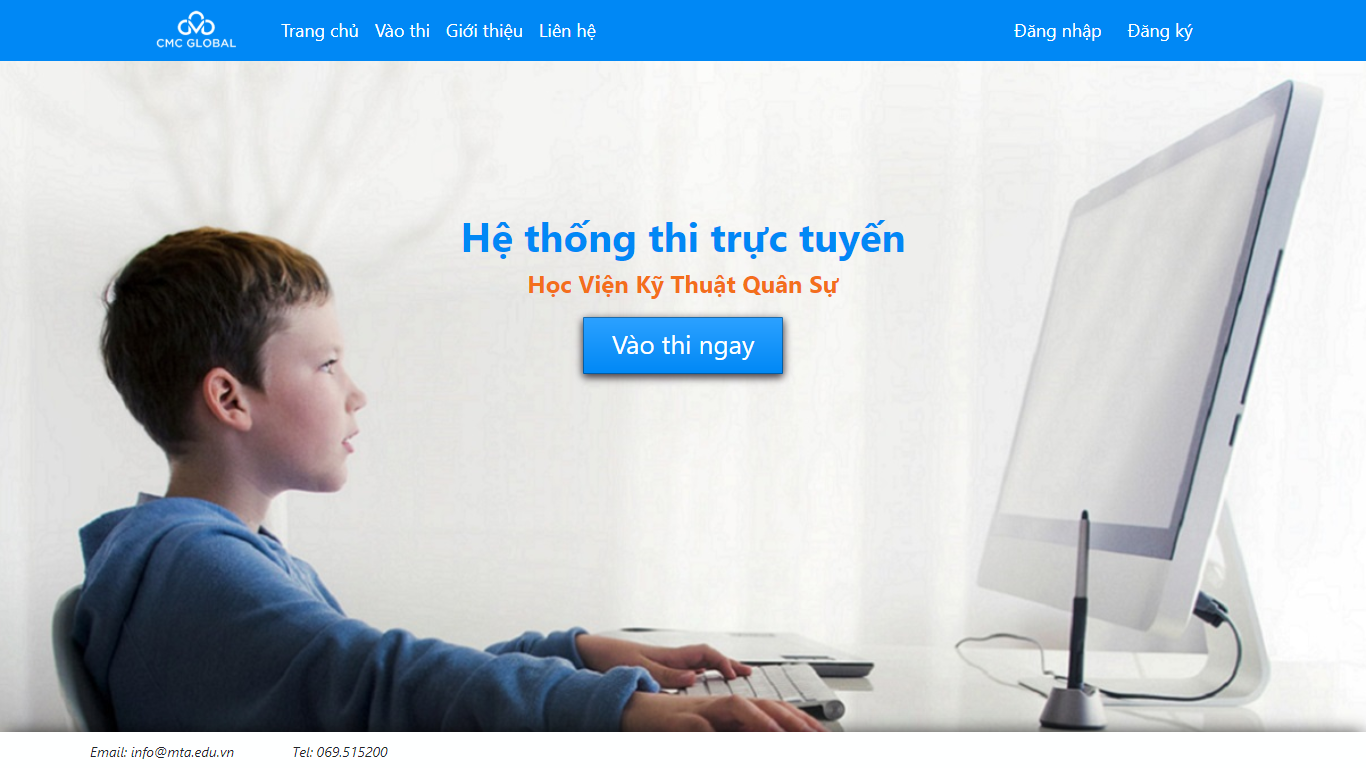 CMC GLOBAL
Trang chủ Vào thi Giới thiệu Liên hệ Đăng nhập Đăng ký
Hệ thống thi trực tuyến
Học Viện Kỹ Thuật Quân Sự
Vào thi ngay
Email: info@mta.edu.vn Tel: 069.515200